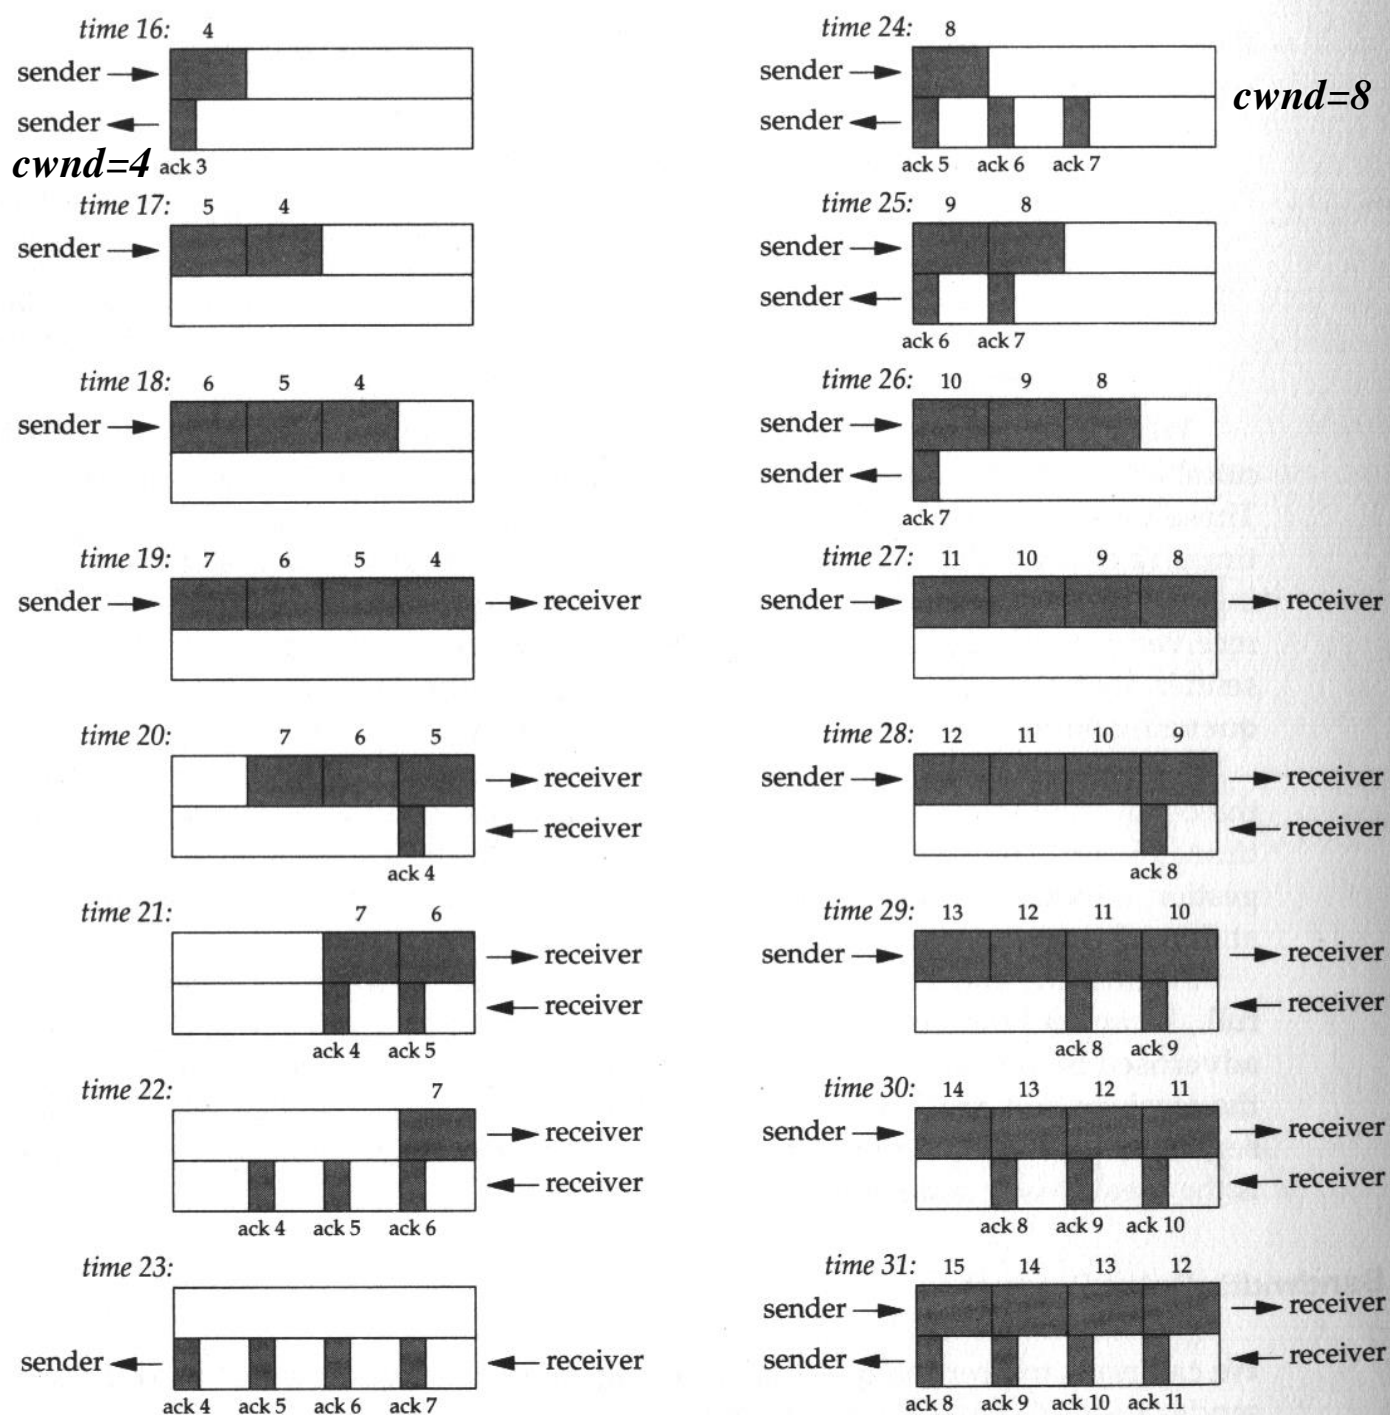 time 16: 4
sender
sender
cwnd=4 ack 3
time 17: 5 4
sender
time 18: 6 5 4
sender
time 19: 7 6 5 4
sender receiver
time 20: 7 6 5
receiver
receiver
ack 4
time 21: 7 6
receiver
receiver
ack 4 ack 5
time 22: 7
receiver
receiver
ack 4 ack 5 ack 6
time 23:
sender receiver
ack 4 ack 5 ack 6 ack 7
time 24: 8
sender
cwnd=8
sender
ack 5 ack 6 ack 7
time 25: 9 8
sender
sender
ack 6 ack 7
time 26: 10 9 8
sender
sender
ack 7
time 27: 11 10 9 8
sender receiver
time 28: 12 11 10 9
sender receiver
receiver
ack 8
time 29: 13 12 11 10
sender receiver
receiver
ack 8 ack 9
time 30: 14 13 12 11
sender receiver
receiver
ack 8 ack 9 ack 10
time 31: 15 14 13 12
sender receiver
sender receiver
ack 8 ack 9 ack 10 ack 11